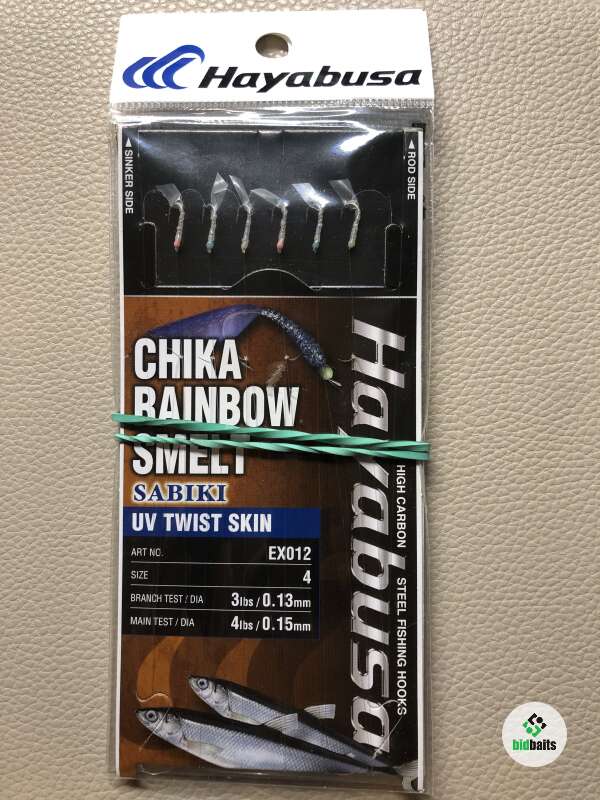 Hayabusa
◄ SINKER SIDE
◄ ROD SIDE
CHIKA
RAINBOW
SMELT
SABIKI
UV TWIST SKIN
ART NO. EX012
SIZE 4
BRANCH TEST / DIA 3lbs / 0.13mm
MAIN TEST / DIA 4lbs / 0.15mm
Hayabusa
HIGH CARBON STEEL FISHING HOOKS
bidbaits